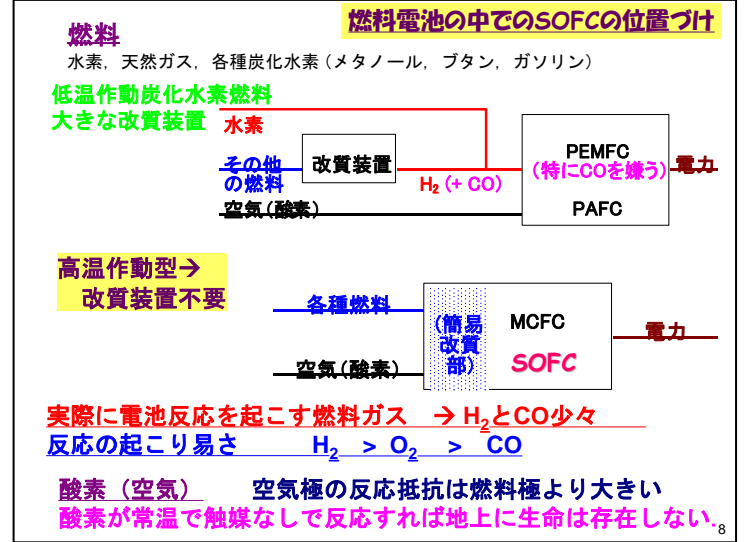 燃料電池の中でのSOFCの位置づけ
燃料
水素，天然ガス，各種炭化水素（メタノール，ブタン，ガソリン）
低温作動炭化水素燃料
大きな改質装置
水素
その他
の燃料
改質装置
H₂ (+ CO)
空気（酸素）
PEMFC
（特にCOを嫌う）
PAFC
電力
高温作動型→
改質装置不要
各種燃料
空気（酸素）
（簡易
改質
部）
MCFC
SOFC
電力
実際に電池反応を起こす燃料ガス　→ H₂とCO少々
反応の起こり易さ　H₂ > O₂ > CO
酸素（空気）　空気極の反応抵抗は燃料極より大きい
酸素が常温で触媒なしで反応すれば地上に生命は存在しない.
8